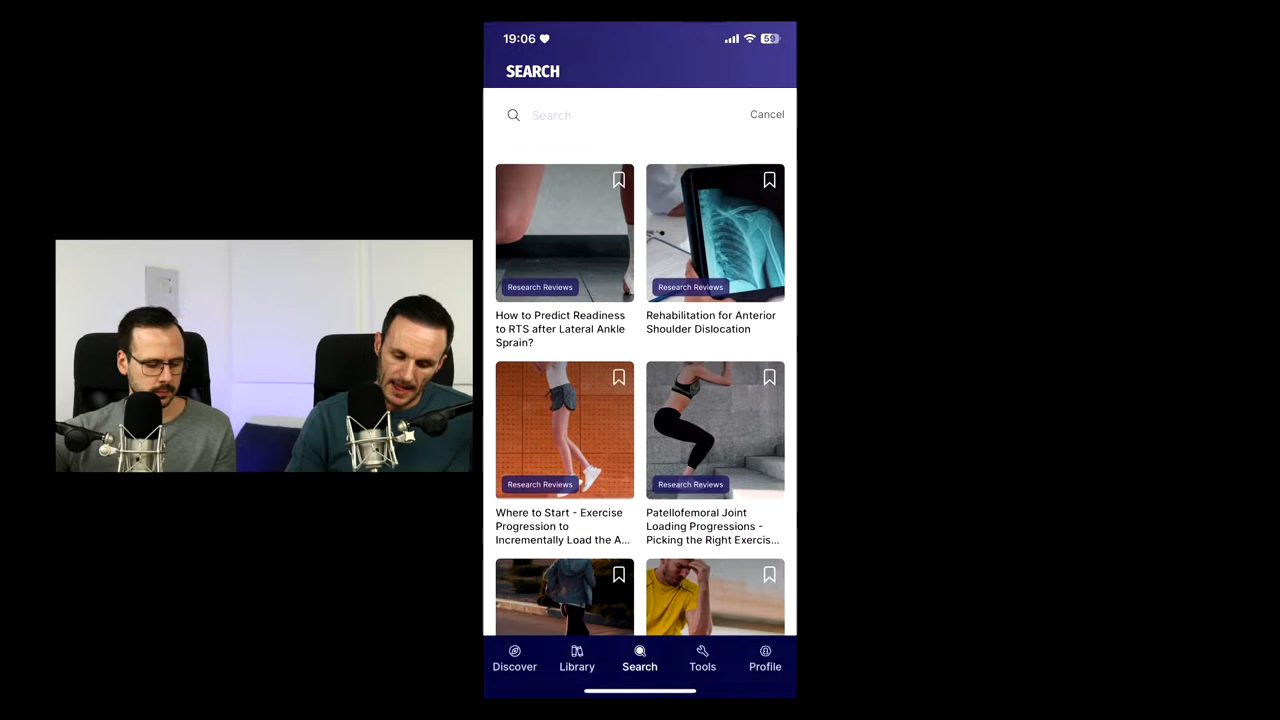 19:06
59
SEARCH
Search
Cancel
Research Reviews
Research Reviews
How to Predict Readiness
to RTS after Lateral Ankle
Sprain?
Rehabilitation for Anterior
Shoulder Dislocation
Research Reviews
Research Reviews
Where to Start - Exercise
Progression to
Incrementally Load the A...
Patellofemoral Joint
Loading Progressions -
Picking the Right Exercis...
Discover
Library
Search
Tools
Profile